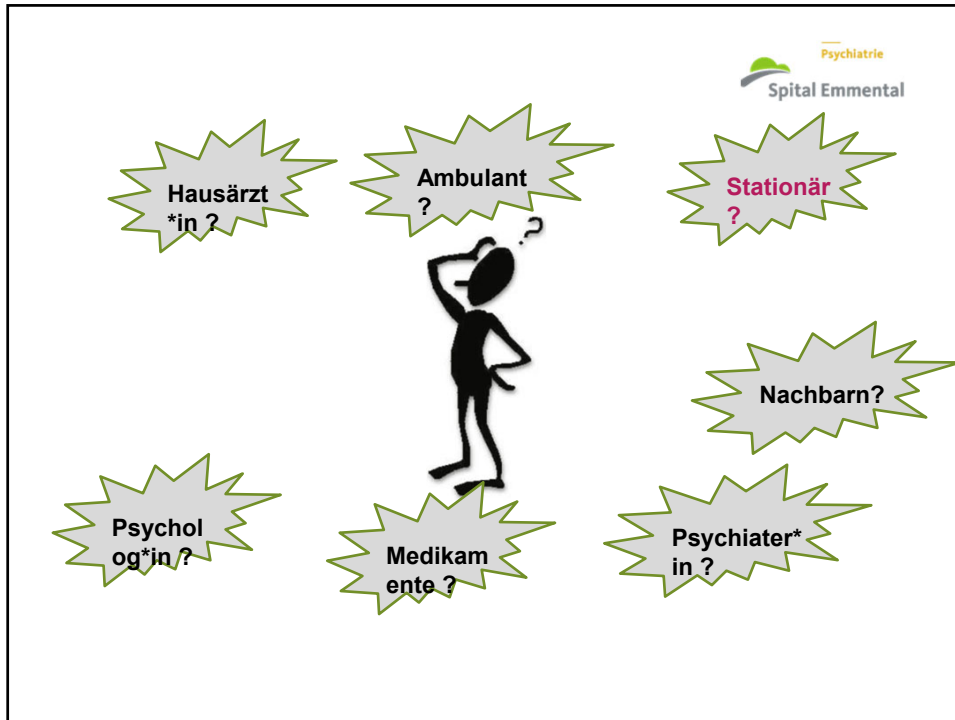 Psychiatrie
Spital Emmental
Hausärzt
*in ?
Ambulant
?
Stationär
?
?
Nachbarn?
Psychol
og*in ?
Medikam
ente ?
Psychiater*
in ?